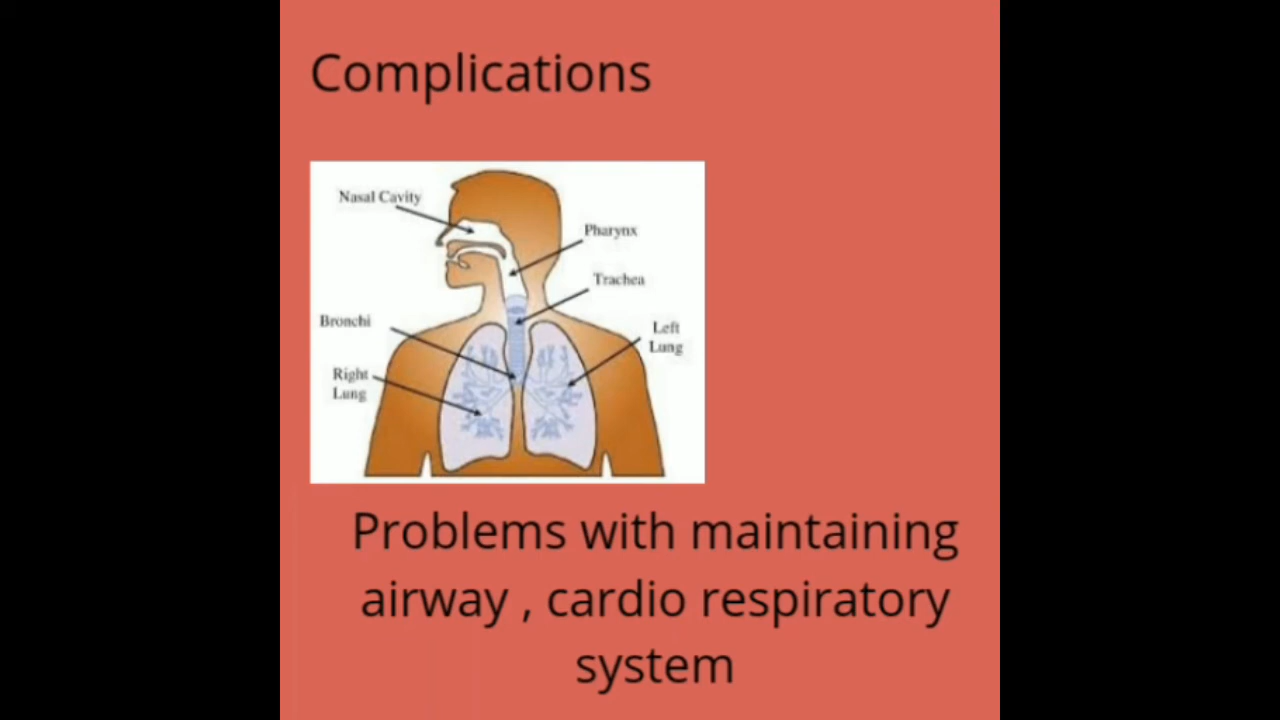 Complications
Nasal Cavity
Pharynx
Trachea
Bronchi
Left
Lung
Right
Lung
Problems with maintaining
airway , cardio respiratory
system